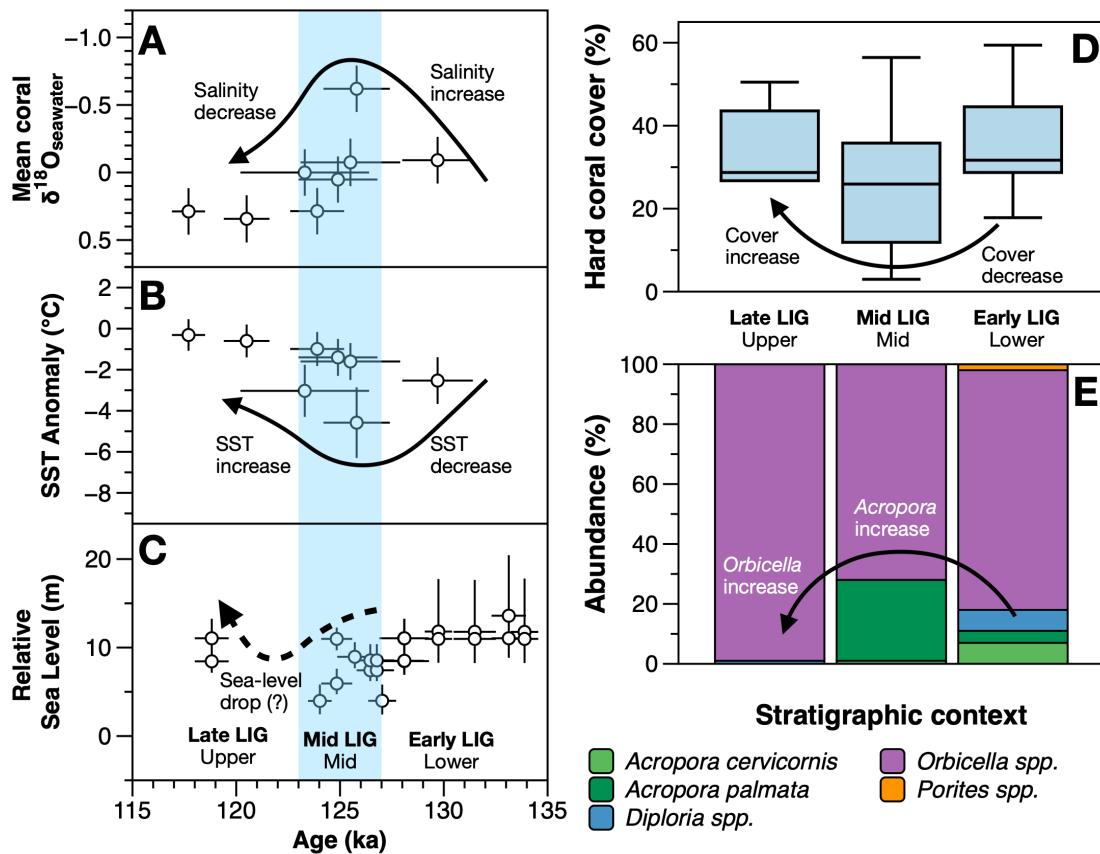 A
Mean coral
δ¹⁸Oseawater
−1.0
−0.5
0
0.5
Salinity
decrease
Salinity
increase
B
SST Anomaly (°C)
2
0
−2
−4
−6
−8
SST
increase
SST
decrease
C
Relative
Sea Level (m)
20
10
0
Sea-level
drop (?)
Late LIG
Upper
Mid LIG
Mid
Early LIG
Lower
115
120
125
130
135
Age (ka)
D
Hard coral cover (%)
60
40
20
0
Cover
increase
Cover
decrease
Late LIG
Upper
Mid LIG
Mid
Early LIG
Lower
E
Abundance (%)
100
80
60
40
20
0
Acropora
increase
Orbicella
increase
Stratigraphic context
Acropora cervicornis
Acropora palmata
Diploria spp.
Orbicella spp.
Porites spp.